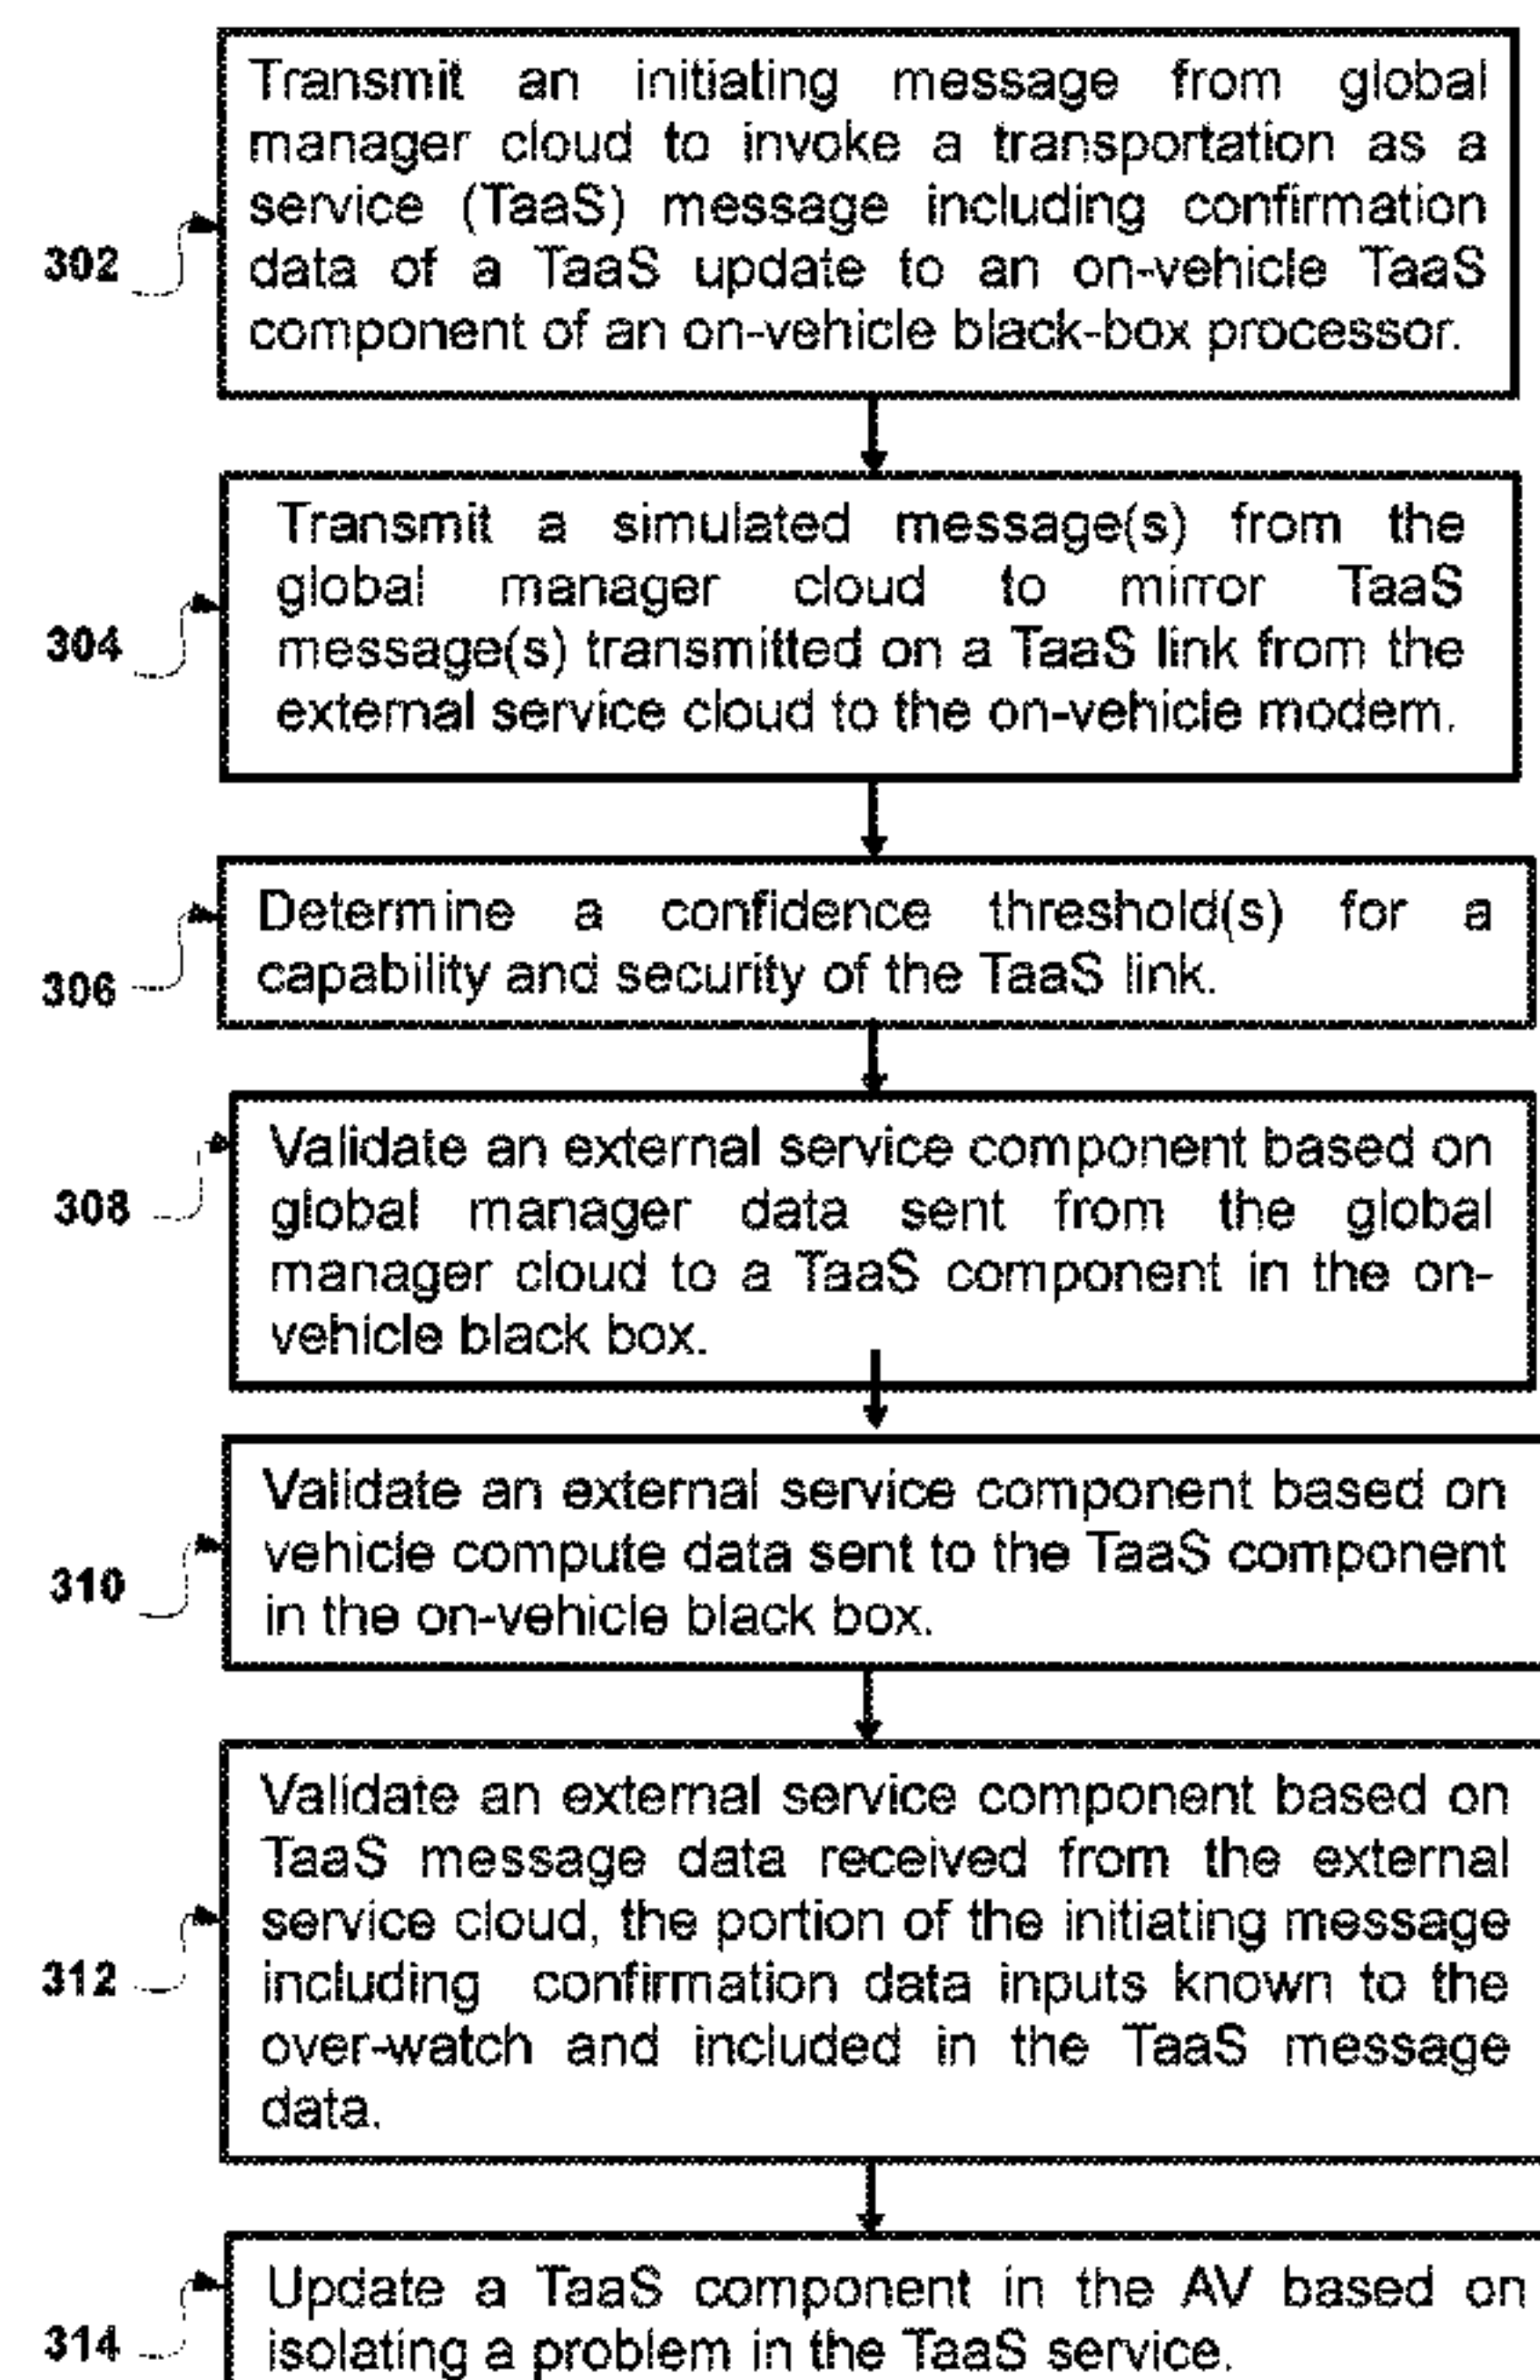 Transmit an initiating message from global
manager cloud to invoke a transportation as a
service (TaaS) message including confirmation
data of a TaaS update to an on-vehicle TaaS
component of an on-vehicle black-box processor.
302
Transmit a simulated message(s) from the
global manager cloud to mirror TaaS
message(s) transmitted on a TaaS link from the
external service cloud to the on-vehicle modem.
304
Determine a confidence threshold(s) for a
capability and security of the TaaS link.
306
Validate an external service component based on
global manager data sent from the global
manager cloud to a TaaS component in the on-
vehicle black box.
308
Validate an external service component based on
vehicle compute data sent to the TaaS component
in the on-vehicle black box.
310
Validate an external service component based on
TaaS message data received from the external
service cloud, the portion of the initiating message
including confirmation data inputs known to the
over-watch and included in the TaaS message
data.
312
Update a TaaS component in the AV based on
isolating a problem in the TaaS service.
314